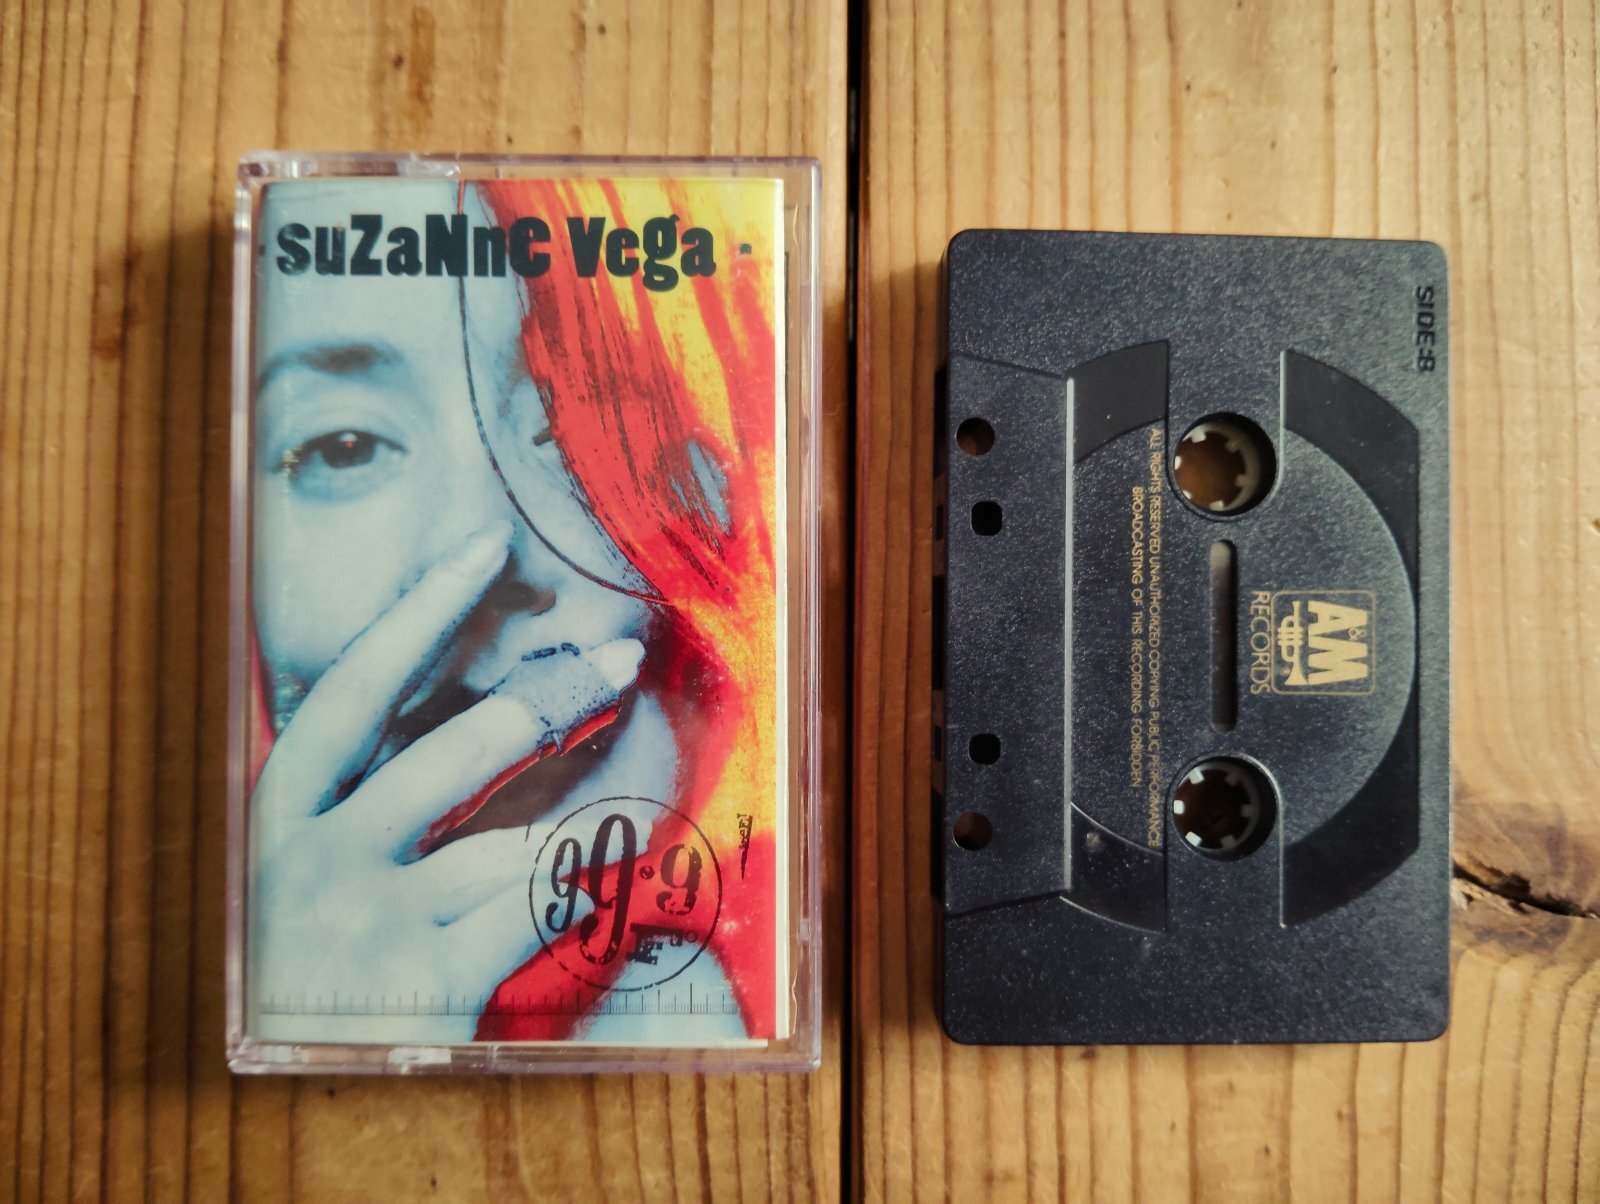 suZaNne Vega
99.9
F°
SIDE:B
A&M
RECORDS
ALL RIGHTS RESERVED UNAUTHORIZED COPYING PUBLIC PERFORMANCE
BROADCASTING OF THIS RECORDING FORBIDDEN